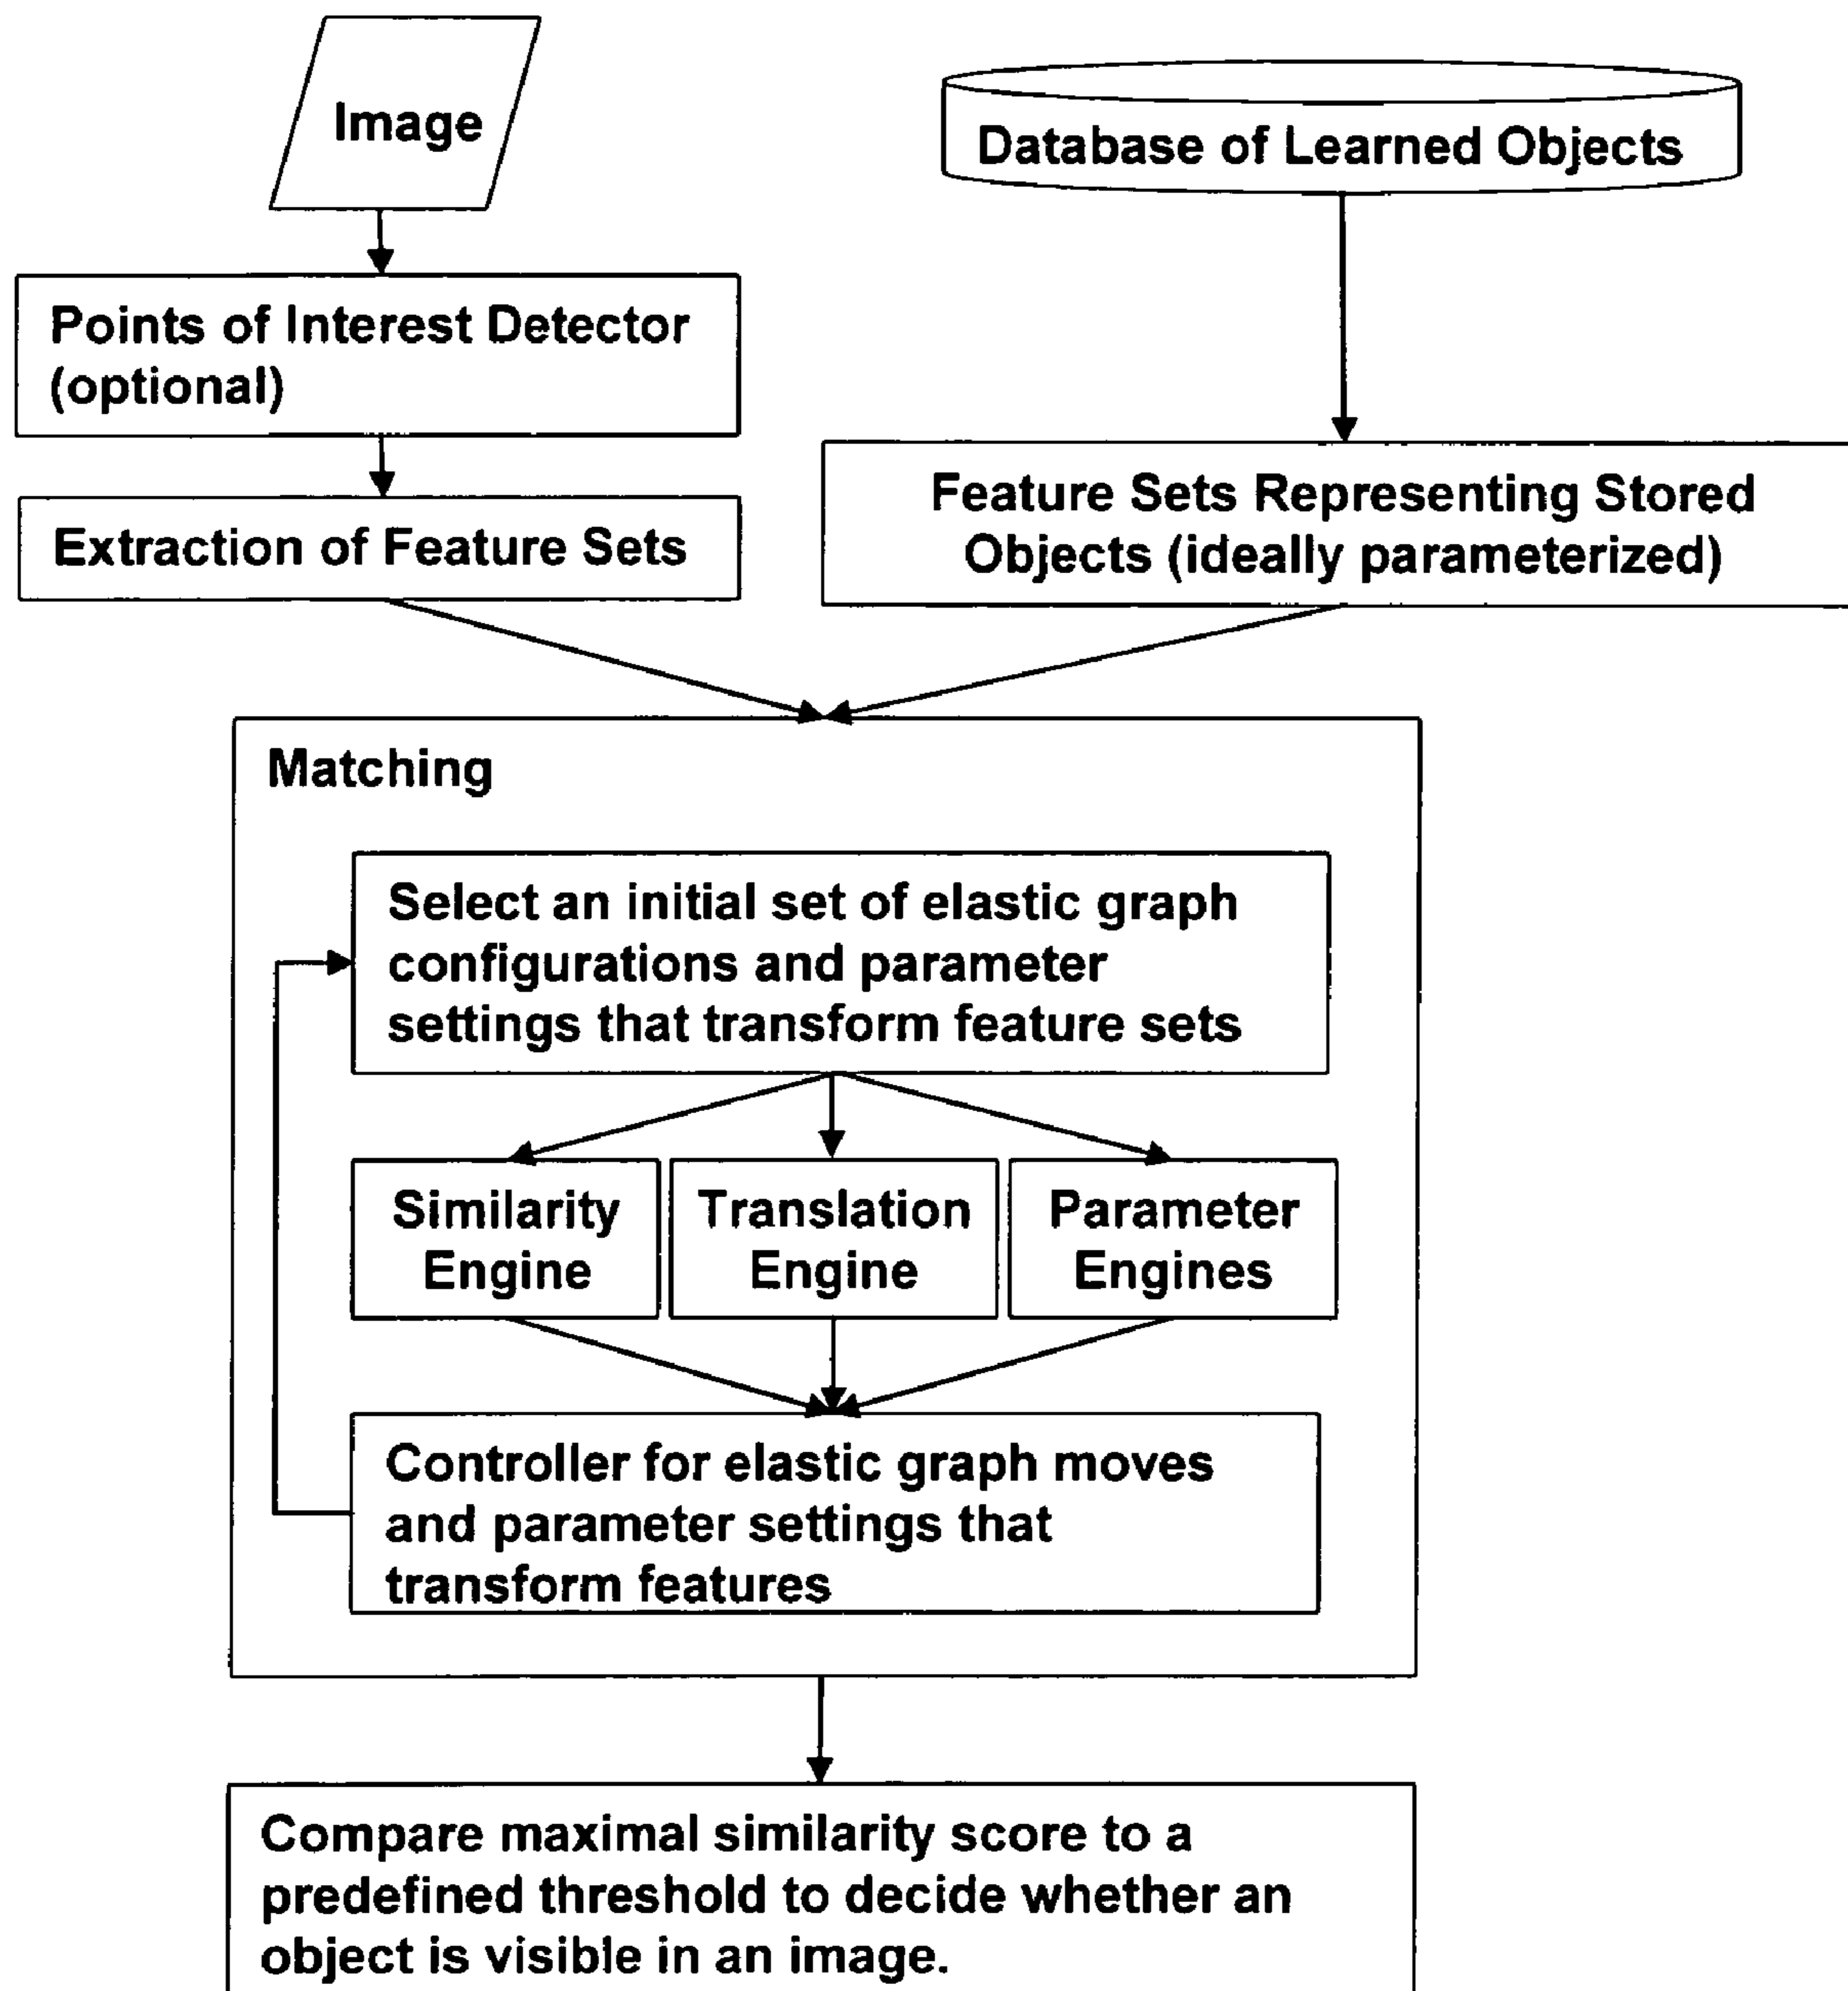 Image
Database of Learned Objects
Points of Interest Detector
(optional)
Extraction of Feature Sets
Feature Sets Representing Stored
Objects (ideally parameterized)
Matching
Select an initial set of elastic graph
configurations and parameter
settings that transform feature sets
Similarity
Engine
Translation
Engine
Parameter
Engines
Controller for elastic graph moves
and parameter settings that
transform features
Compare maximal similarity score to a
predefined threshold to decide whether an
object is visible in an image.